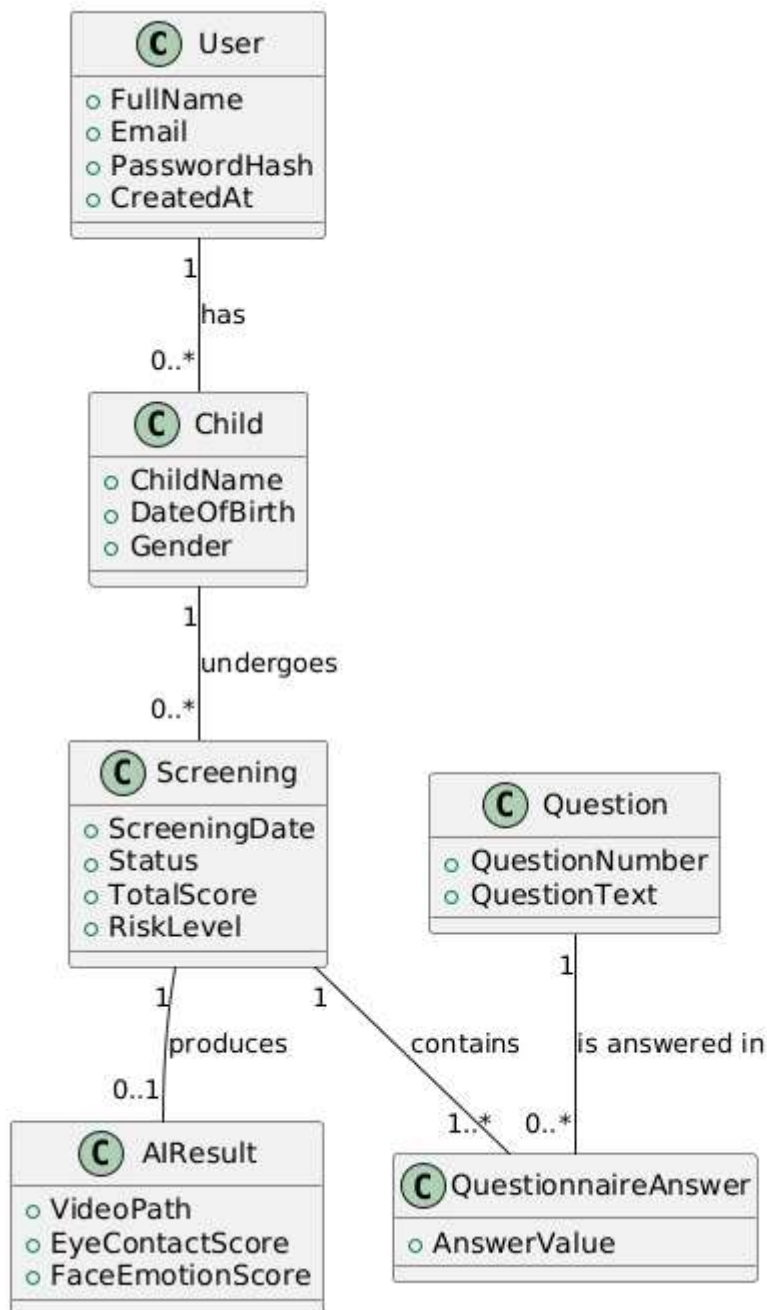 C User
FullName
Email
PasswordHash
CreatedAt
1
has
0..*
C Child
ChildName
DateOfBirth
Gender
1
undergoes
0..*
C Screening
ScreeningDate
Status
TotalScore
RiskLevel
C Question
QuestionNumber
QuestionText
1
produces
0..1
1
contains
1..*
1
is answered in
0..*
C AIResult
VideoPath
EyeContactScore
FaceEmotionScore
C QuestionnaireAnswer
AnswerValue